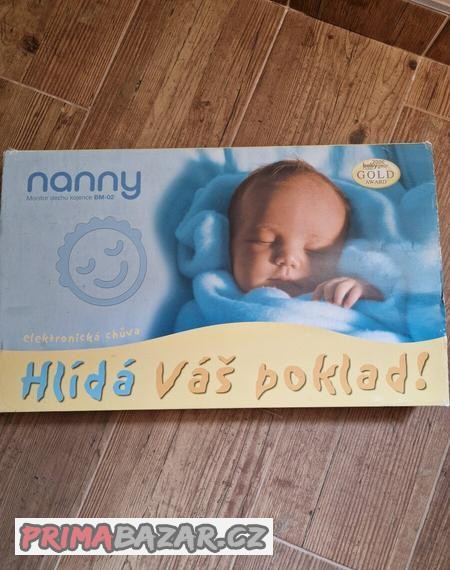 nanny
Monitor dechu kojence BM-02
GOLD
AWARD
elektronická chůva
Hlídá Váš poklad!
PRIMABAZAR.CZ